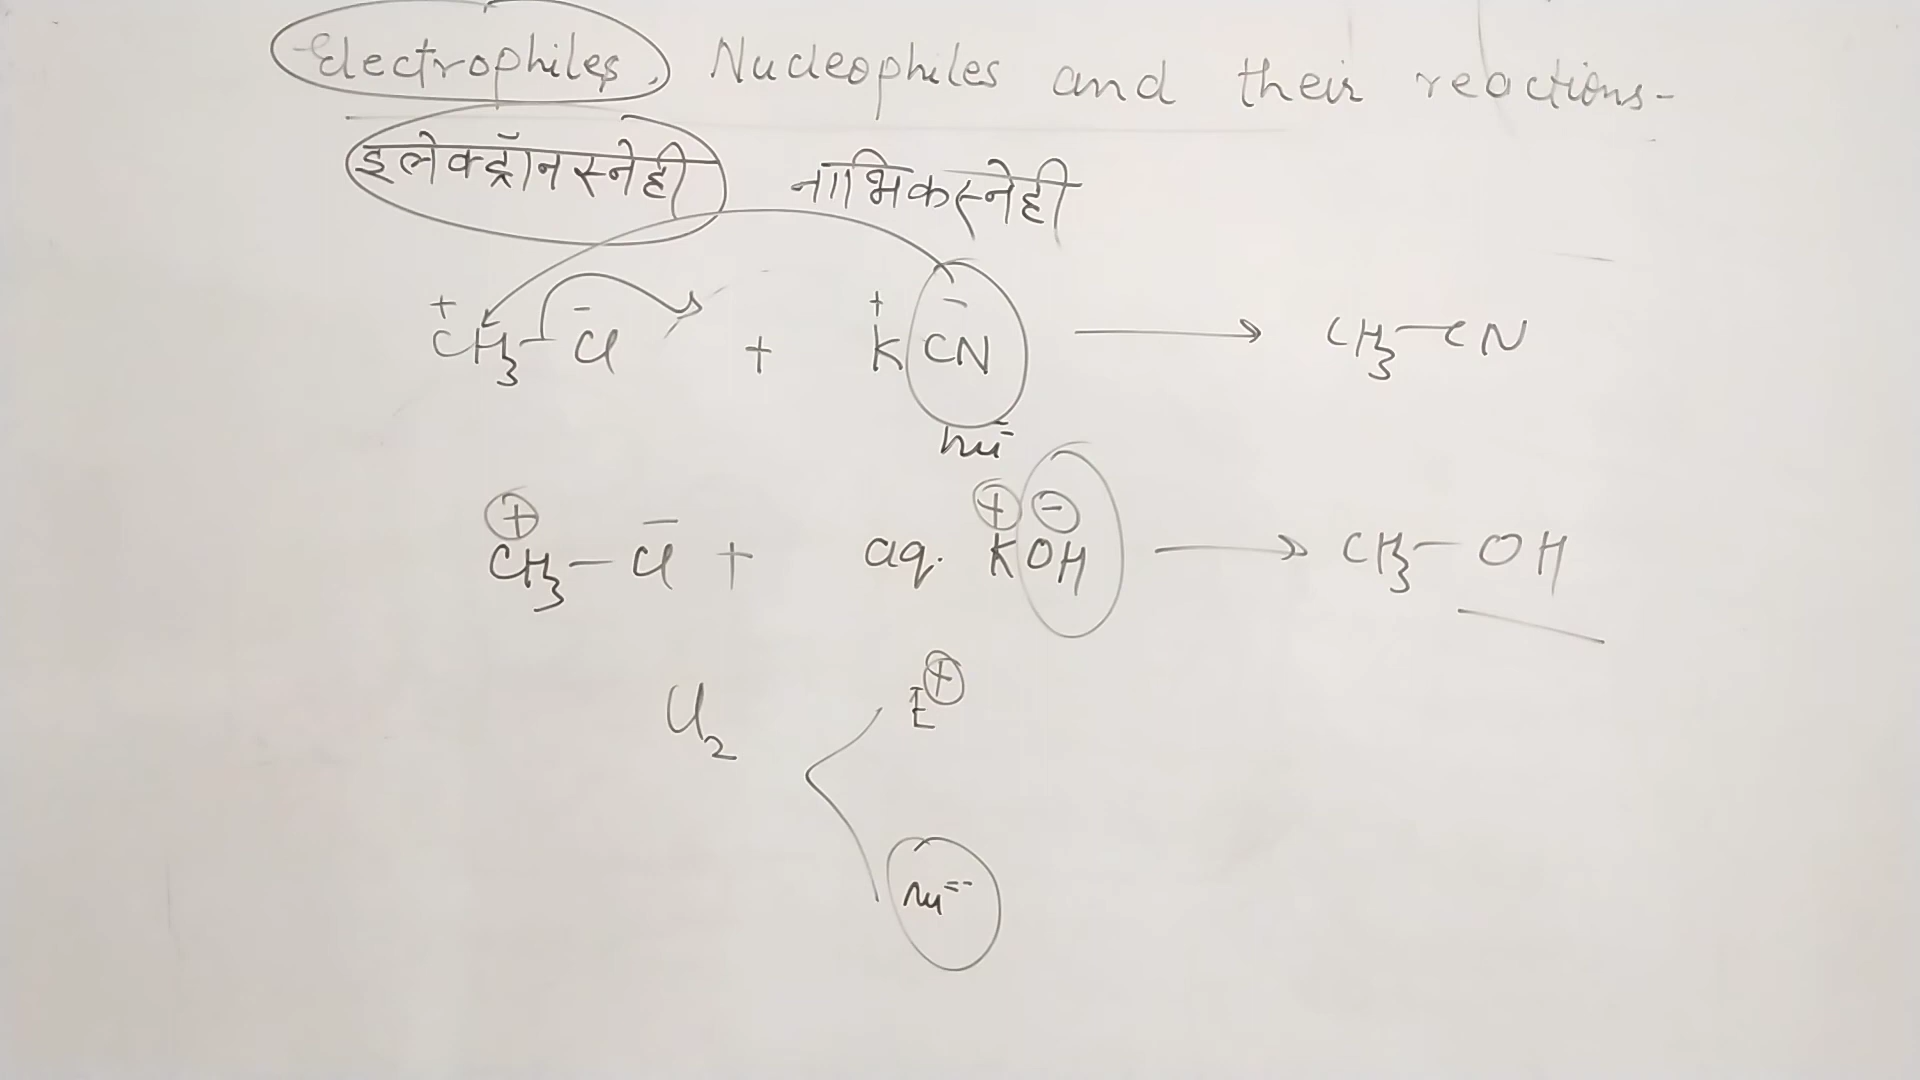 Electrophiles, Nucleophiles and their reactions-
इलेक्ट्रॉनस्नेही नाभिकस्नेही
+ - + -
CH3-Cl + KCN → CH3-CN
nu-
+ - + -
CH3-Cl + aq. KOH → CH3-OH
Cl2 E+
nu-